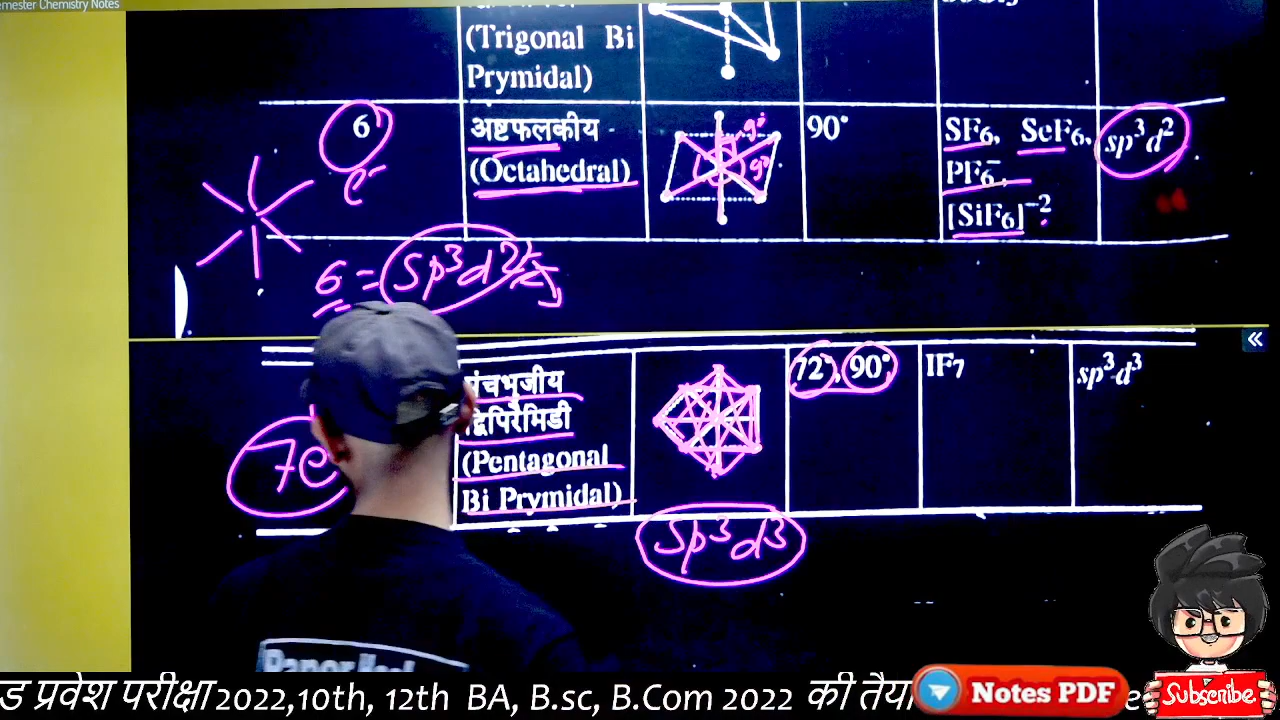 emester Chemistry Notes
(Trigonal Bi
Prymidal)
6
e-
अष्टफलकीय
(Octahedral)
90°
90°
SF₆, SeF₆,
PF₆⁻,
[SiF₆]⁻²
sp³d²
6 = Sp³d²
7e
पंचभुजीय
द्विपिरैमिडी
(Pentagonal
Bi Prymidal)
72°, 90°
IF₇
sp³d³
Sp³d³
ड प्रवेश परीक्षा 2022,10th, 12th BA, B.sc, B.Com 2022 की तैया
Notes PDF
Subscribe